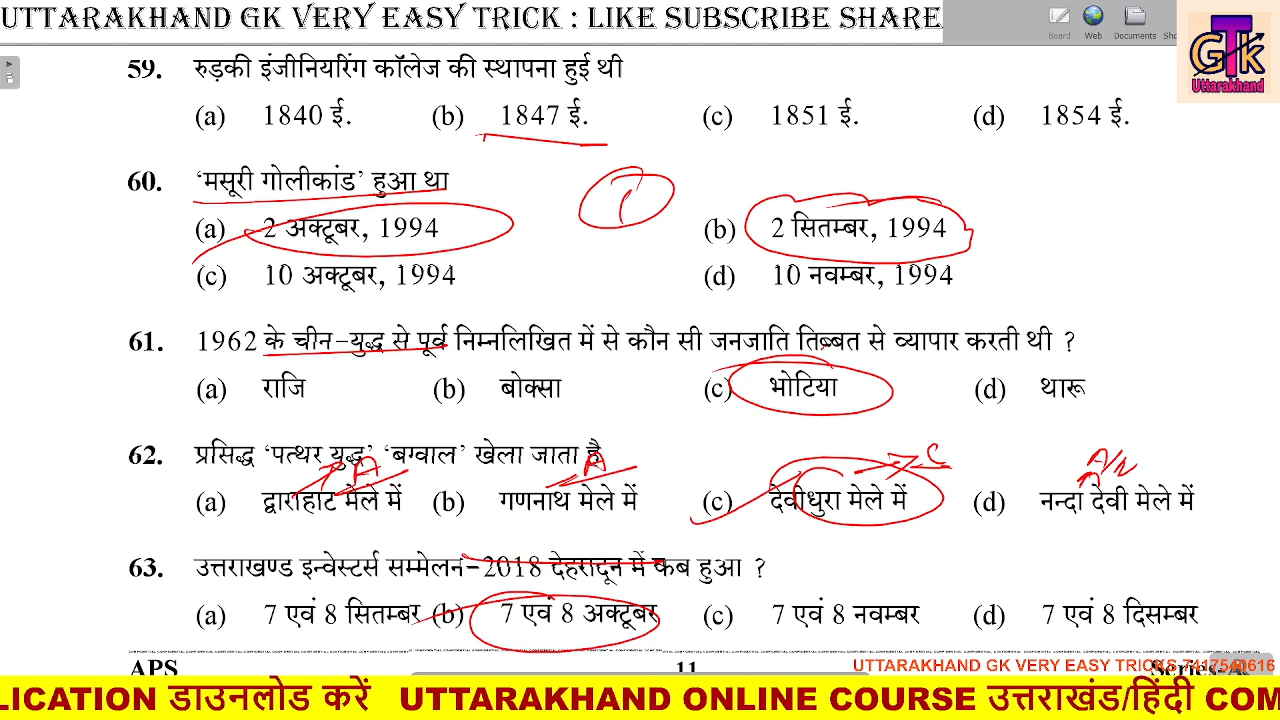 UTTARAKHAND GK VERY EASY TRICK : LIKE SUBSCRIBE SHARE
Board Web Documents
GTK
Uttarakhand
59. रुड़की इंजीनियरिंग कॉलेज की स्थापना हुई थी
(a) 1840 ई. (b) 1847 ई. (c) 1851 ई. (d) 1854 ई.
60. ‘मसूरी गोलीकांड’ हुआ था
(a) 2 अक्टूबर, 1994 (b) 2 सितम्बर, 1994
(c) 10 अक्टूबर, 1994 (d) 10 नवम्बर, 1994
61. 1962 के चीन-युद्ध से पूर्व निम्नलिखित में से कौन सी जनजाति तिब्बत से व्यापार करती थी ?
(a) राजि (b) बोक्सा (c) भोटिया (d) थारू
62. प्रसिद्ध ‘पत्थर युद्ध’ ‘बग्वाल’ खेला जाता है
A A C A/N
(a) द्वाराहाट मेले में (b) गणनाथ मेले में (c) देवीधुरा मेले में (d) नन्दा देवी मेले में
63. उत्तराखण्ड इन्वेस्टर्स सम्मेलन-2018 देहरादून में कब हुआ ?
(a) 7 एवं 8 सितम्बर (b) 7 एवं 8 अक्टूबर (c) 7 एवं 8 नवम्बर (d) 7 एवं 8 दिसम्बर
APS 11 Series-A
UTTARAKHAND GK VERY EASY TRICKS 7417540616
LICATION डाउनलोड करें UTTARAKHAND ONLINE COURSE उत्तराखंड/हिंदी COM